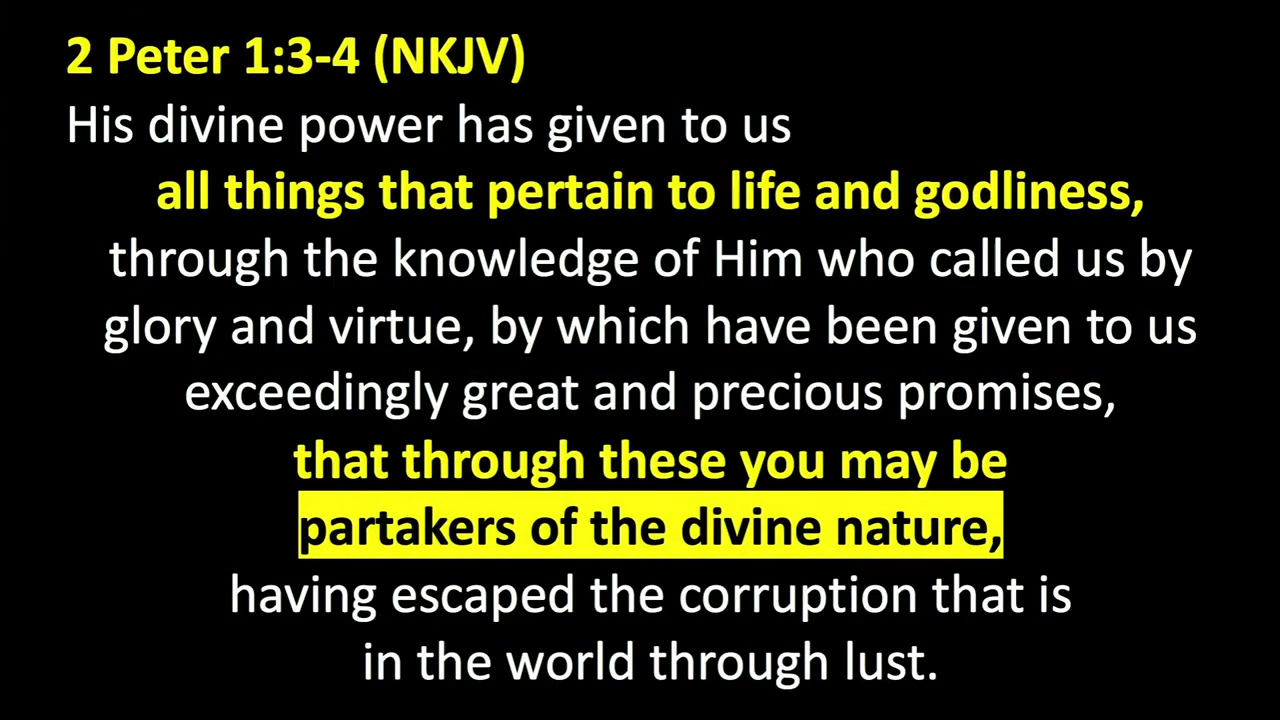 2 Peter 1:3-4 (NKJV)
His divine power has given to us
all things that pertain to life and godliness,
through the knowledge of Him who called us by
glory and virtue, by which have been given to us
exceedingly great and precious promises,
that through these you may be
partakers of the divine nature,
having escaped the corruption that is
in the world through lust.